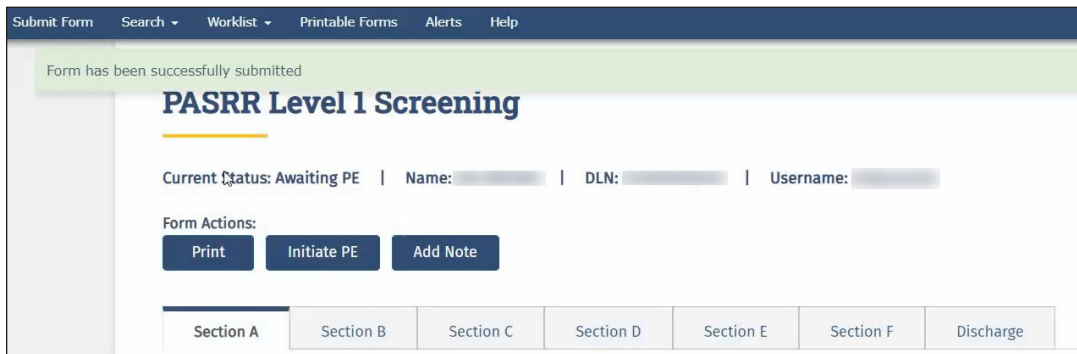 Submit Form Search Worklist Printable Forms Alerts Help
Form has been successfully submitted
PASRR Level 1 Screening
Current Status: Awaiting PE | Name: | DLN: | Username:
Form Actions:
Print Initiate PE Add Note
Section A Section B Section C Section D Section E Section F Discharge